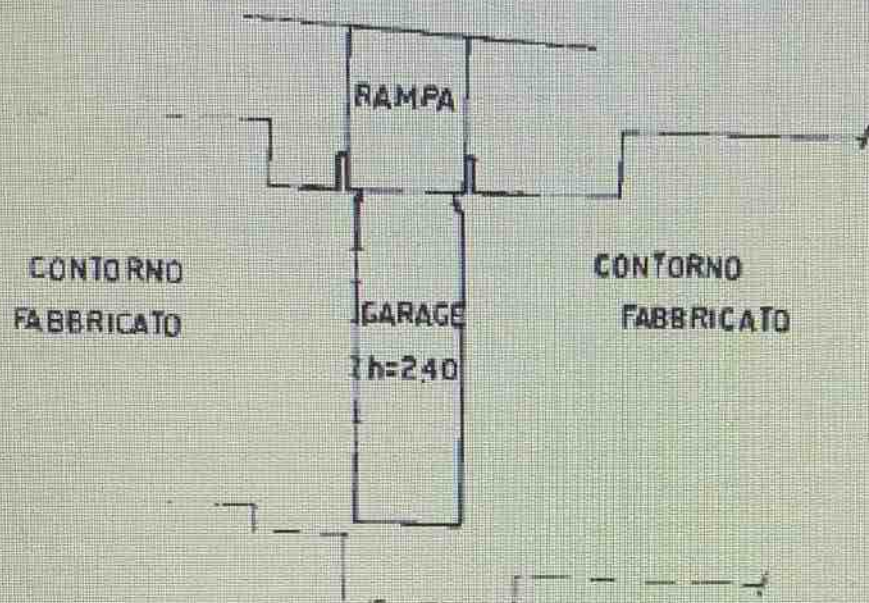 RAMPA
CONTORNO
FABBRICATO
GARAGE
h=2,40
CONTORNO
FABBRICATO